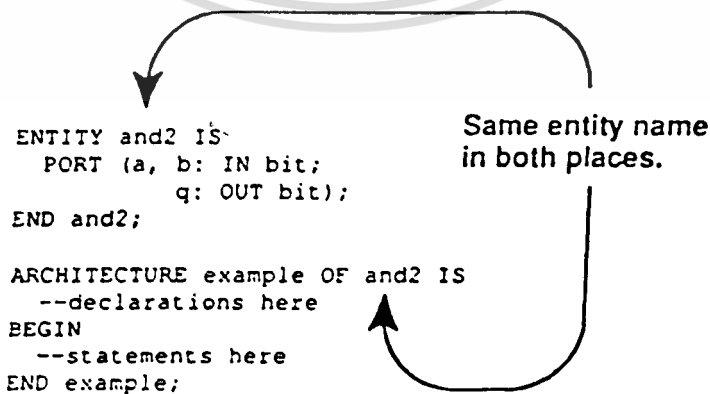 ENTITY and2 IS
PORT (a, b: IN bit;
q: OUT bit);
END and2;
ARCHITECTURE example OF and2 IS
--declarations here
BEGIN
--statements here
END example;
Same entity name
in both places.